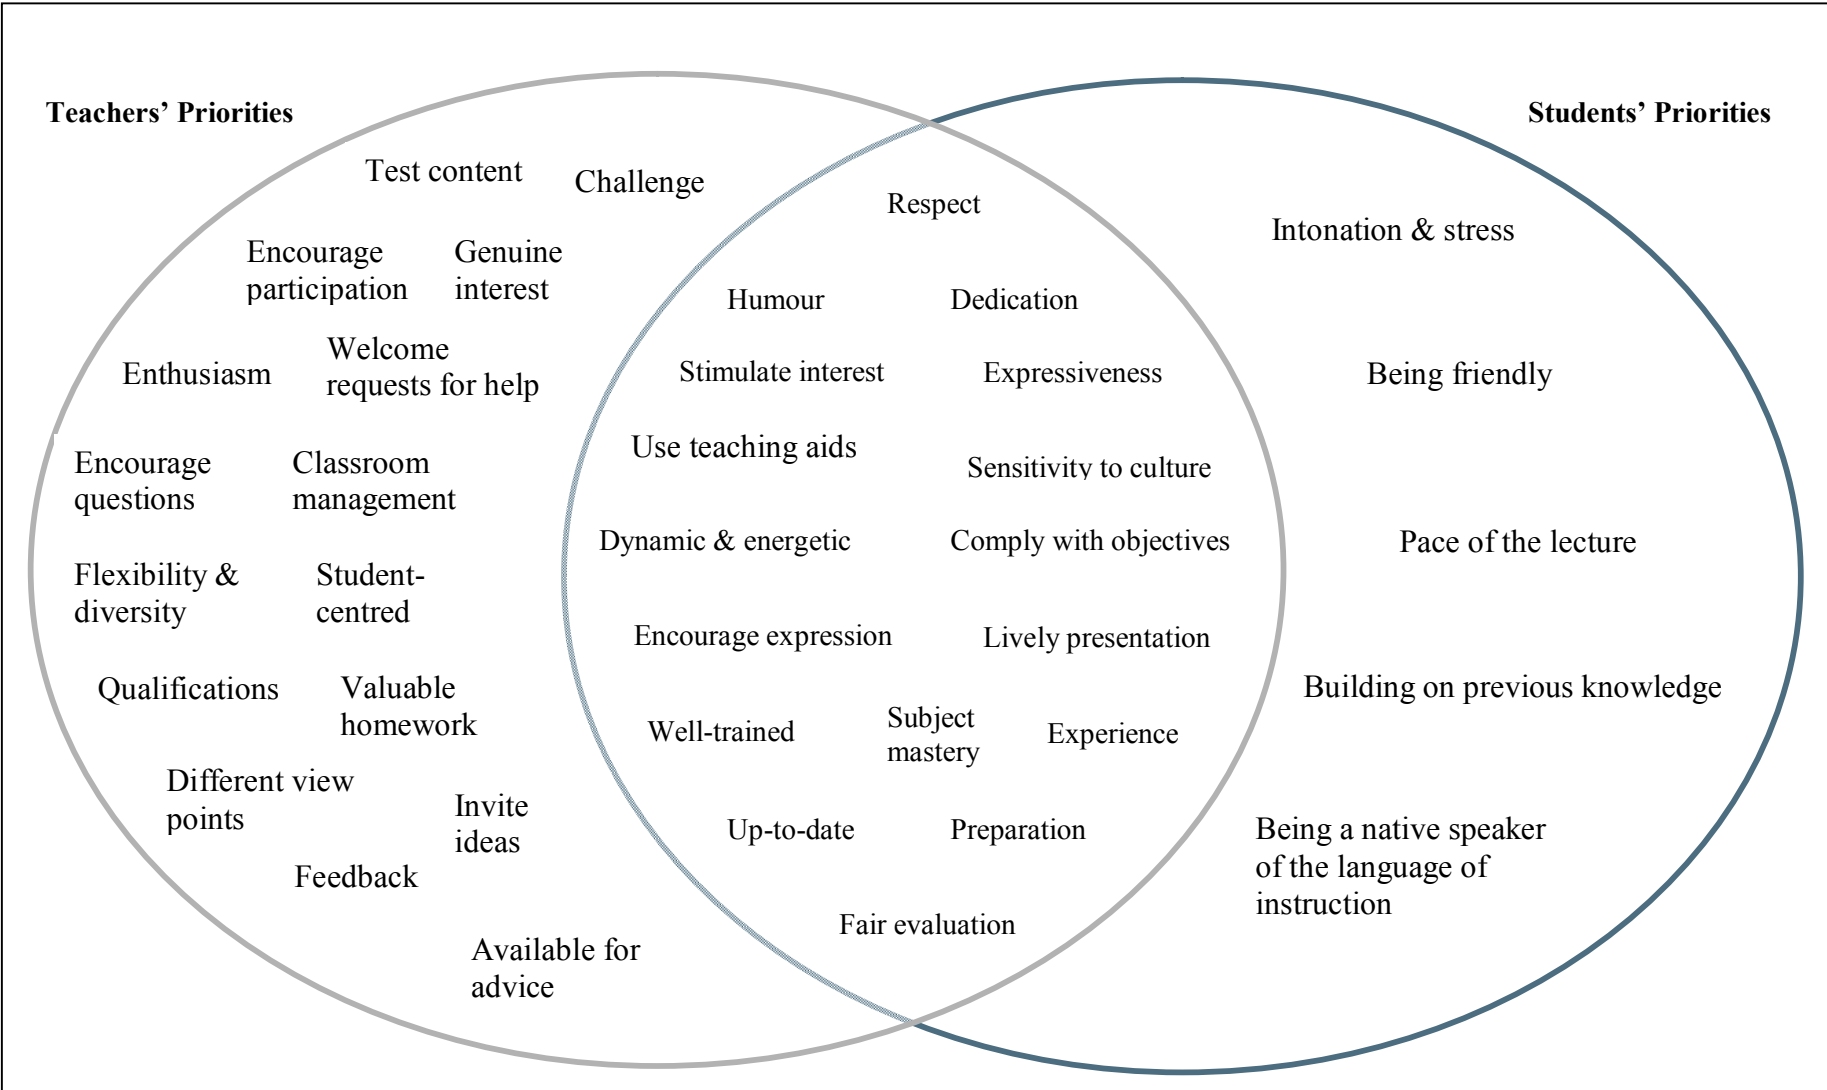 Teachers’ Priorities
Students’ Priorities
Test content
Challenge
Encourage
participation
Genuine
interest
Enthusiasm
Welcome
requests for help
Encourage
questions
Classroom
management
Flexibility &
diversity
Student-
centred
Qualifications
Valuable
homework
Different view
points
Invite
ideas
Feedback
Available for
advice
Respect
Humour
Dedication
Stimulate interest
Expressiveness
Use teaching aids
Sensitivity to culture
Dynamic & energetic
Comply with objectives
Encourage expression
Lively presentation
Well-trained
Subject
mastery
Experience
Up-to-date
Preparation
Fair evaluation
Intonation & stress
Being friendly
Pace of the lecture
Building on previous knowledge
Being a native speaker
of the language of
instruction